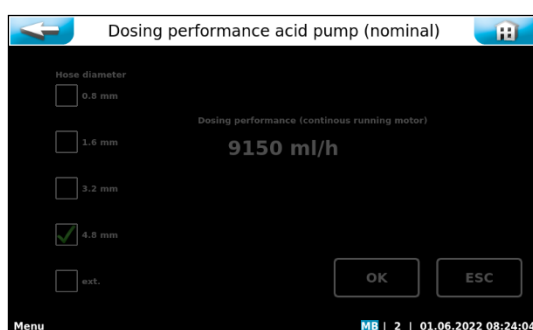 Dosing performance acid pump (nominal)
Hose diameter
0.8 mm
Dosing performance (continous running motor)
1.6 mm
9150 ml/h
3.2 mm
4.8 mm
ext.
OK
ESC
Menu
MB | 2 | 01.06.2022 08:24:04